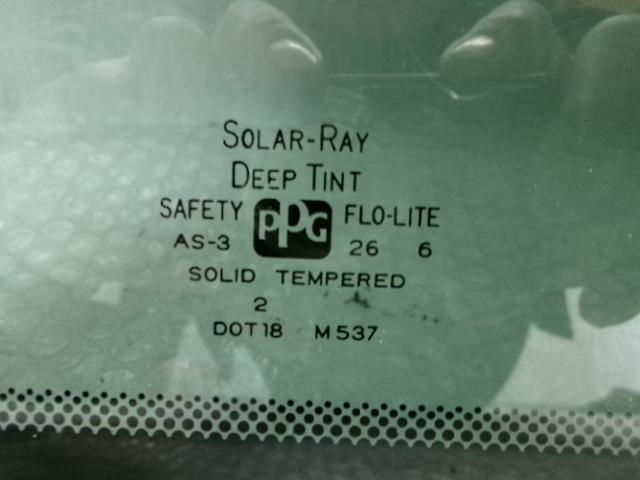 SOLAR-RAY
DEEP TINT
SAFETY PPG FLO-LITE
AS-3 26 6
SOLID TEMPERED
2
DOT18 M537